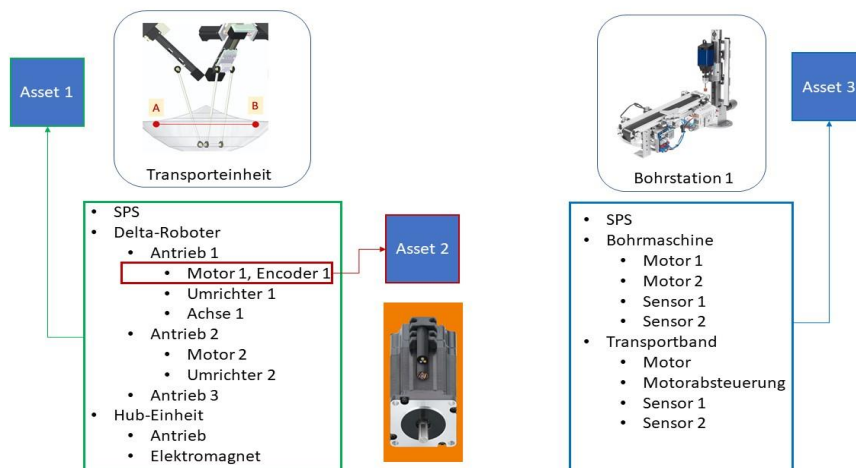 Asset 1
A
B
Transporteinheit
SPS
Delta-Roboter
Antrieb 1
Motor 1, Encoder 1
Umrichter 1
Achse 1
Antrieb 2
Motor 2
Umrichter 2
Antrieb 3
Hub-Einheit
Antrieb
Elektromagnet
Asset 2
Bohrstation 1
Asset 3
SPS
Bohrmaschine
Motor 1
Motor 2
Sensor 1
Sensor 2
Transportband
Motor
Motorabsteuerung
Sensor 1
Sensor 2